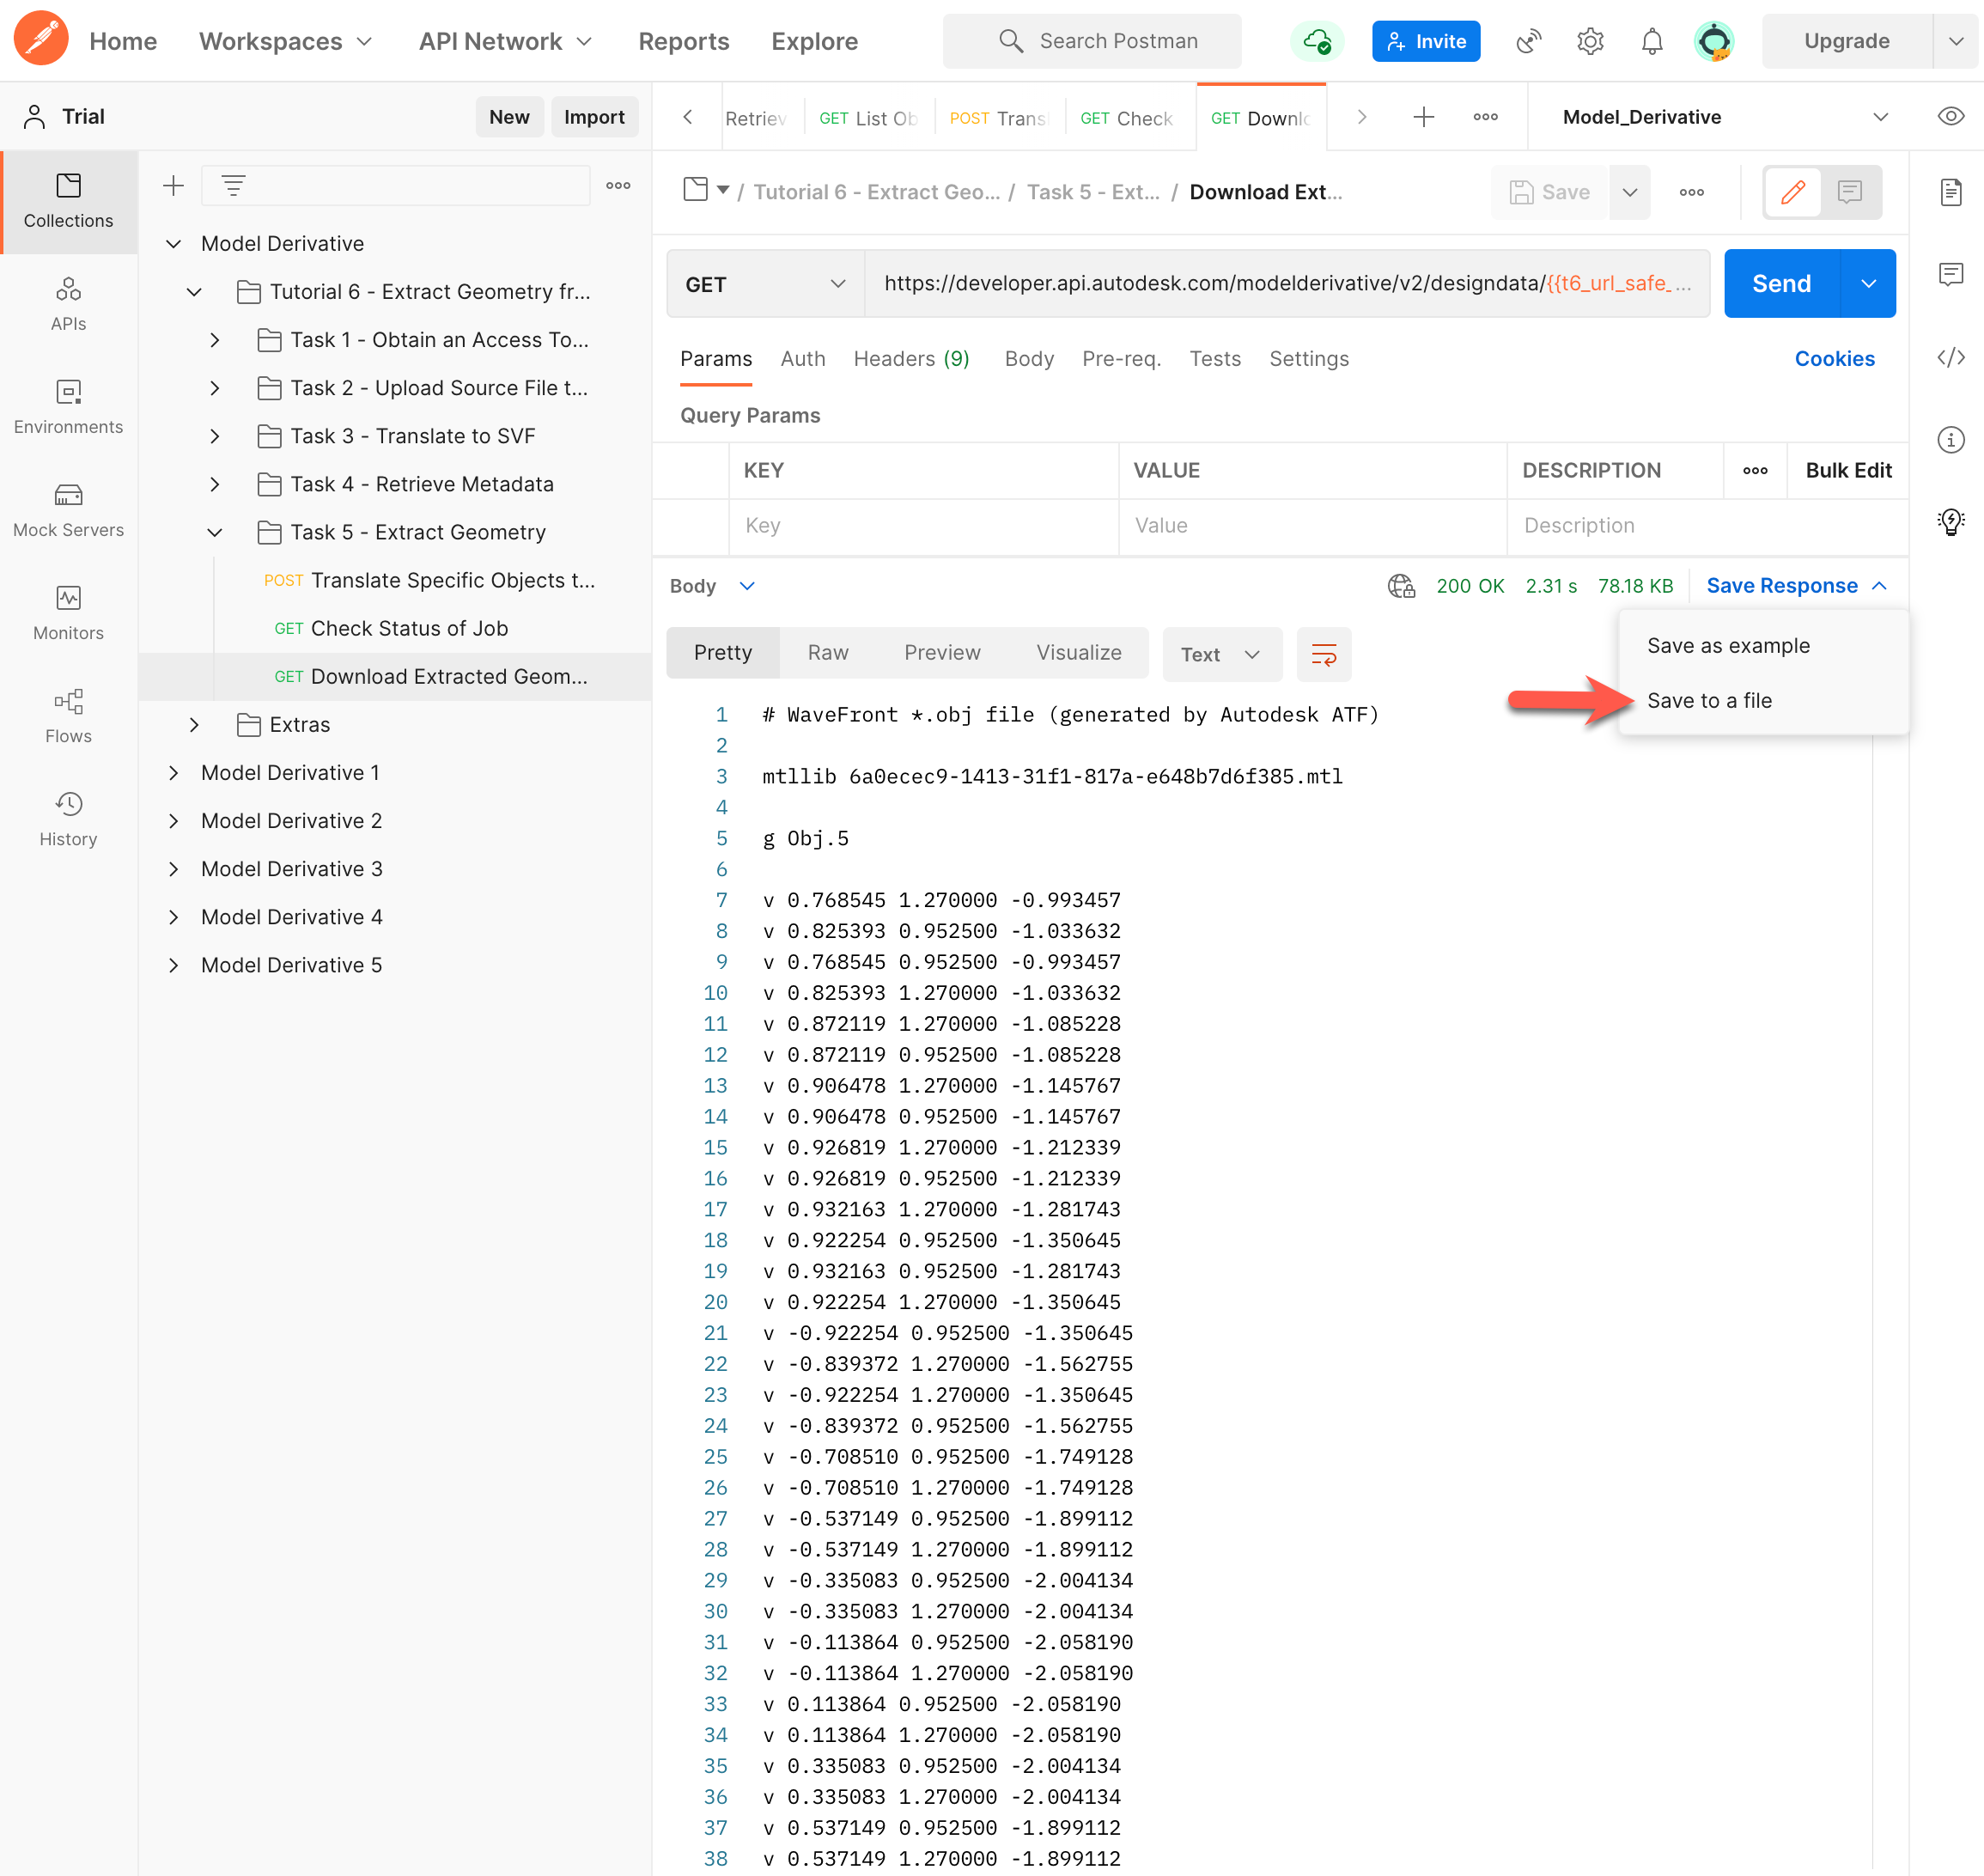 Home Workspaces API Network Reports Explore Search Postman Invite Upgrade
Trial New Import
Retriev GET List Ob POST Trans GET Check GET Downl Model_Derivative
Collections
APIs
Environments
Mock Servers
Monitors
Flows
History
Model Derivative
Tutorial 6 - Extract Geometry fr...
Task 1 - Obtain an Access To...
Task 2 - Upload Source File t...
Task 3 - Translate to SVF
Task 4 - Retrieve Metadata
Task 5 - Extract Geometry
POST Translate Specific Objects t...
GET Check Status of Job
GET Download Extracted Geom...
Extras
Model Derivative 1
Model Derivative 2
Model Derivative 3
Model Derivative 4
Model Derivative 5
/ Tutorial 6 - Extract Geo... / Task 5 - Ext... / Download Ext... Save
GET https://developer.api.autodesk.com/modelderivative/v2/designdata/{{t6_url_safe_... Send
Params Auth Headers (9) Body Pre-req. Tests Settings Cookies
Query Params
KEY VALUE DESCRIPTION Bulk Edit
Key Value Description
Body 200 OK 2.31 s 78.18 KB Save Response
Save as example
Save to a file
Pretty Raw Preview Visualize Text
1 # WaveFront *.obj file (generated by Autodesk ATF)
2
3 mtllib 6a0ecec9-1413-31f1-817a-e648b7d6f385.mtl
4
5 g Obj.5
6
7 v 0.768545 1.270000 -0.993457
8 v 0.825393 0.952500 -1.033632
9 v 0.768545 0.952500 -0.993457
10 v 0.825393 1.270000 -1.033632
11 v 0.872119 1.270000 -1.085228
12 v 0.872119 0.952500 -1.085228
13 v 0.906478 1.270000 -1.145767
14 v 0.906478 0.952500 -1.145767
15 v 0.926819 1.270000 -1.212339
16 v 0.926819 0.952500 -1.212339
17 v 0.932163 1.270000 -1.281743
18 v 0.922254 0.952500 -1.350645
19 v 0.932163 0.952500 -1.281743
20 v 0.922254 1.270000 -1.350645
21 v -0.922254 0.952500 -1.350645
22 v -0.839372 1.270000 -1.562755
23 v -0.922254 1.270000 -1.350645
24 v -0.839372 0.952500 -1.562755
25 v -0.708510 0.952500 -1.749128
26 v -0.708510 1.270000 -1.749128
27 v -0.537149 0.952500 -1.899112
28 v -0.537149 1.270000 -1.899112
29 v -0.335083 0.952500 -2.004134
30 v -0.335083 1.270000 -2.004134
31 v -0.113864 0.952500 -2.058190
32 v -0.113864 1.270000 -2.058190
33 v 0.113864 0.952500 -2.058190
34 v 0.113864 1.270000 -2.058190
35 v 0.335083 0.952500 -2.004134
36 v 0.335083 1.270000 -2.004134
37 v 0.537149 0.952500 -1.899112
38 v 0.537149 1.270000 -1.899112